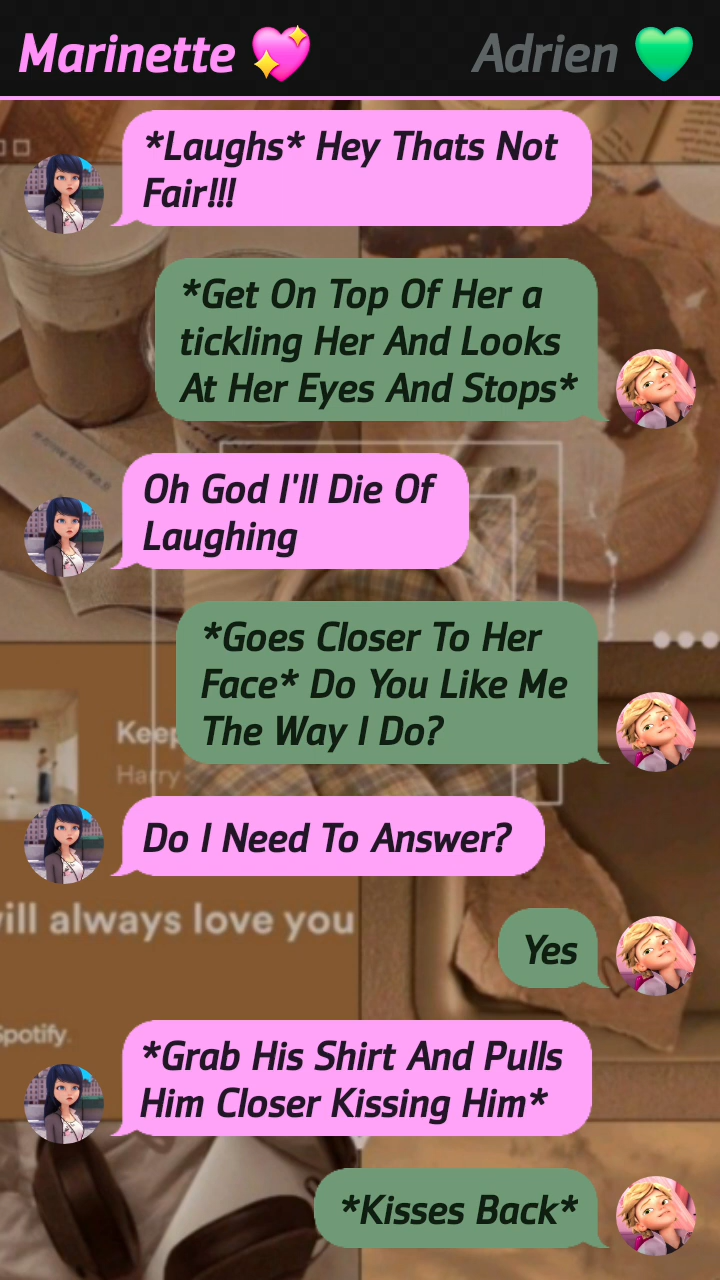 Marinette 💖 Adrien 💚
*Laughs* Hey Thats Not
Fair!!!
*Get On Top Of Her a
tickling Her And Looks
At Her Eyes And Stops*
Oh God I'll Die Of
Laughing
*Goes Closer To Her
Face* Do You Like Me
The Way I Do?
Keep
Harry
Do I Need To Answer?
will always love you
Yes
Spotify.
*Grab His Shirt And Pulls
Him Closer Kissing Him*
*Kisses Back*